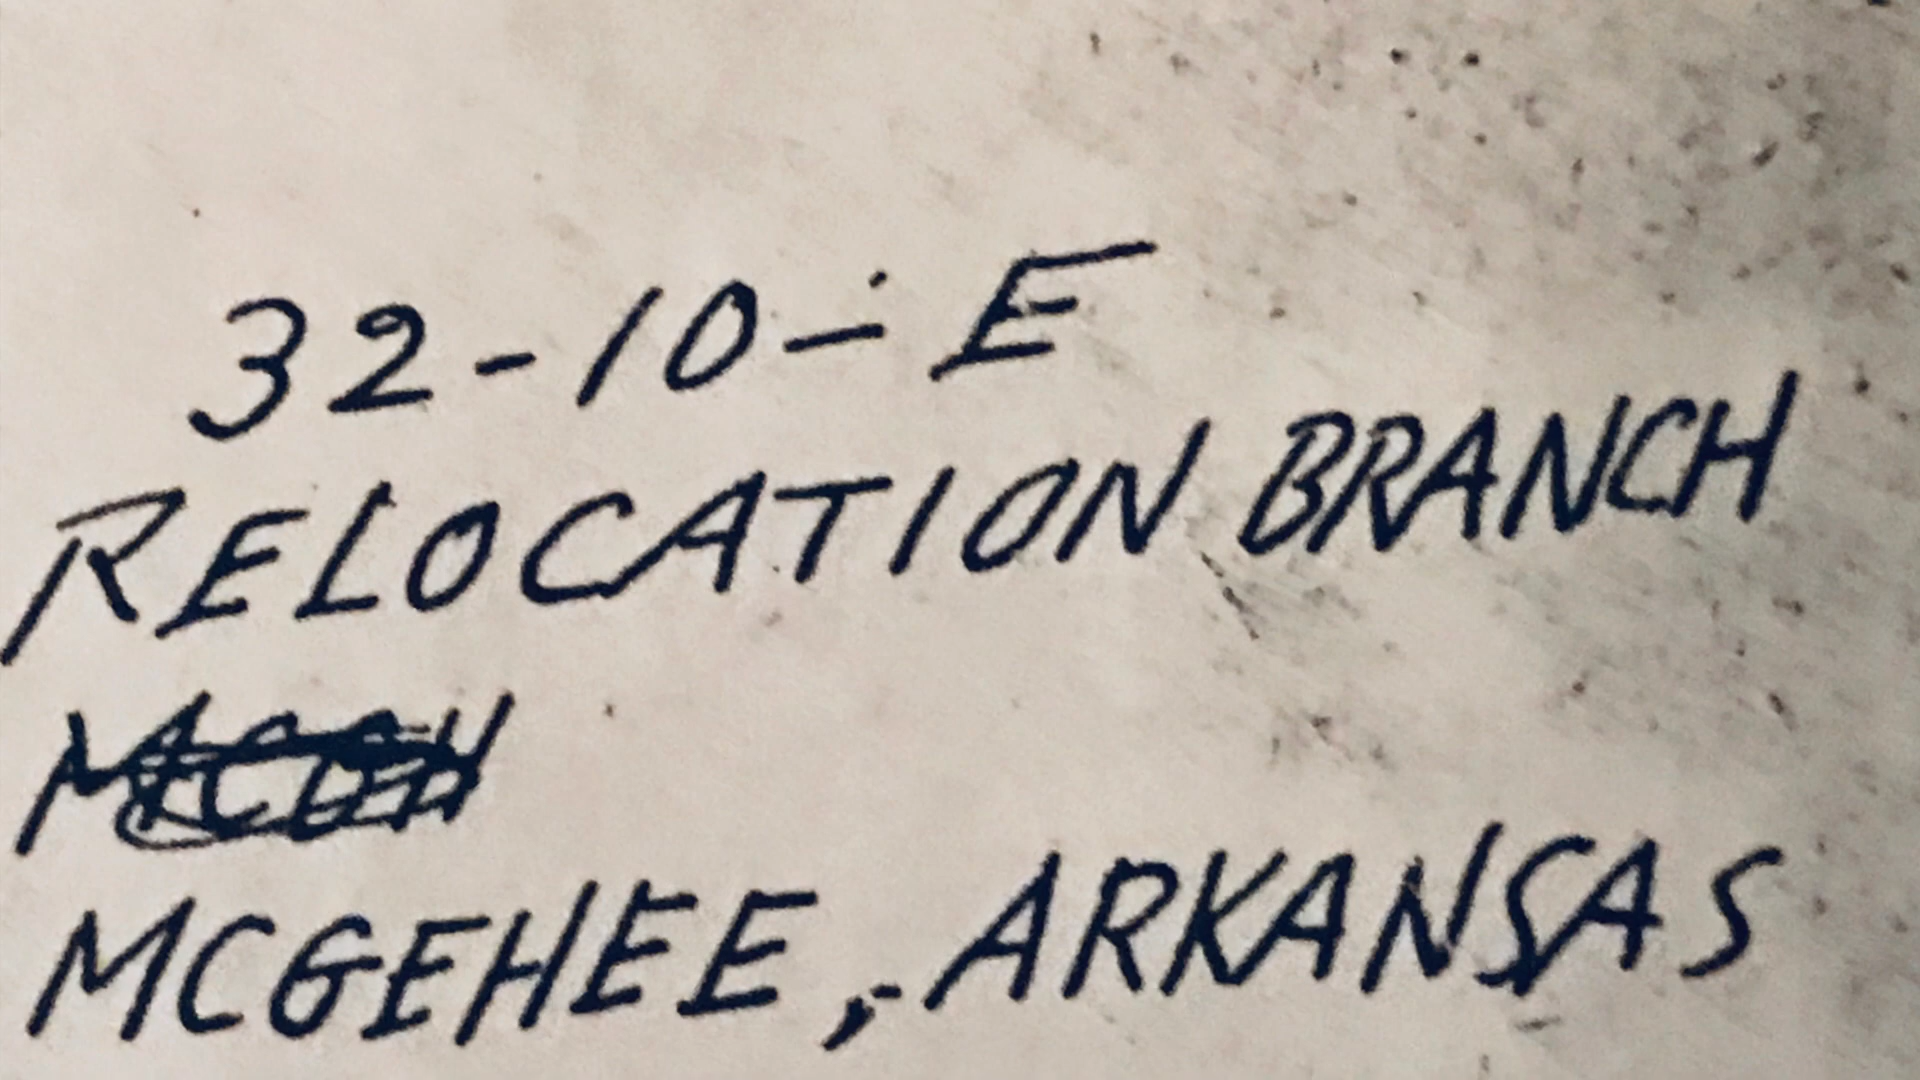 32-10-E
RELOCATION BRANCH
MCGEHEE, ARKANSAS